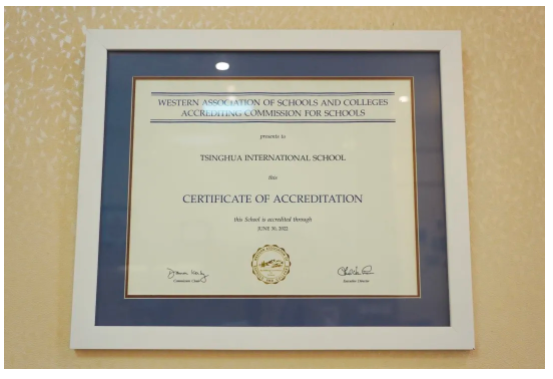 WESTERN ASSOCIATION OF SCHOOLS AND COLLEGES
ACCREDITING COMMISSION FOR SCHOOLS
presents to
TSINGHUA INTERNATIONAL SCHOOL
this
CERTIFICATE OF ACCREDITATION
this School is accredited through
JUNE 30, 2022